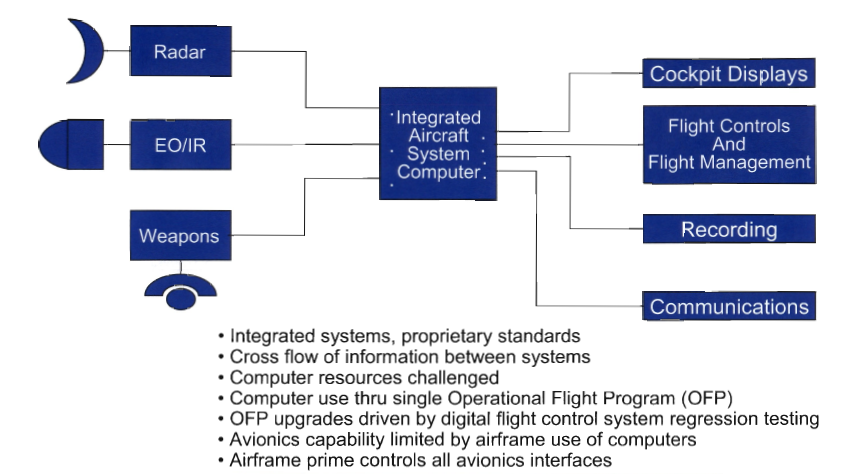 Radar
EO/IR
Weapons
Integrated
Aircraft
System
Computer
Cockpit Displays
Flight Controls
And
Flight Management
Recording
Communications
• Integrated systems, proprietary standards
• Cross flow of information between systems
• Computer resources challenged
• Computer use thru single Operational Flight Program (OFP)
• OFP upgrades driven by digital flight control system regression testing
• Avionics capability limited by airframe use of computers
• Airframe prime controls all avionics interfaces